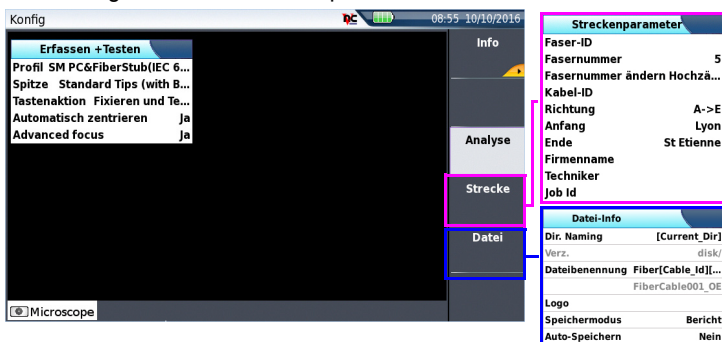 Konfig
08:55 10/10/2016
Erfassen +Testen
Profil SM PC&FiberStub(IEC 6...
Spitze Standard Tips (with B...
Tastenaktion Fixieren und Te...
Automatisch zentrieren Ja
Advanced focus Ja
Microscope
Info
Analyse
Strecke
Datei
Streckenparameter
Faser-ID
Fasernummer 5
Fasernummer ändern Hochzä...
Kabel-ID
Richtung A->E
Anfang Lyon
Ende St Etienne
Firmenname
Techniker
Job Id
Datei-Info
Dir. Naming [Current_Dir]
Verz. disk/
Dateibenennung Fiber[Cable_Id][...
FiberCable001_OE
Logo
Speichermodus Bericht
Auto-Speichern Nein